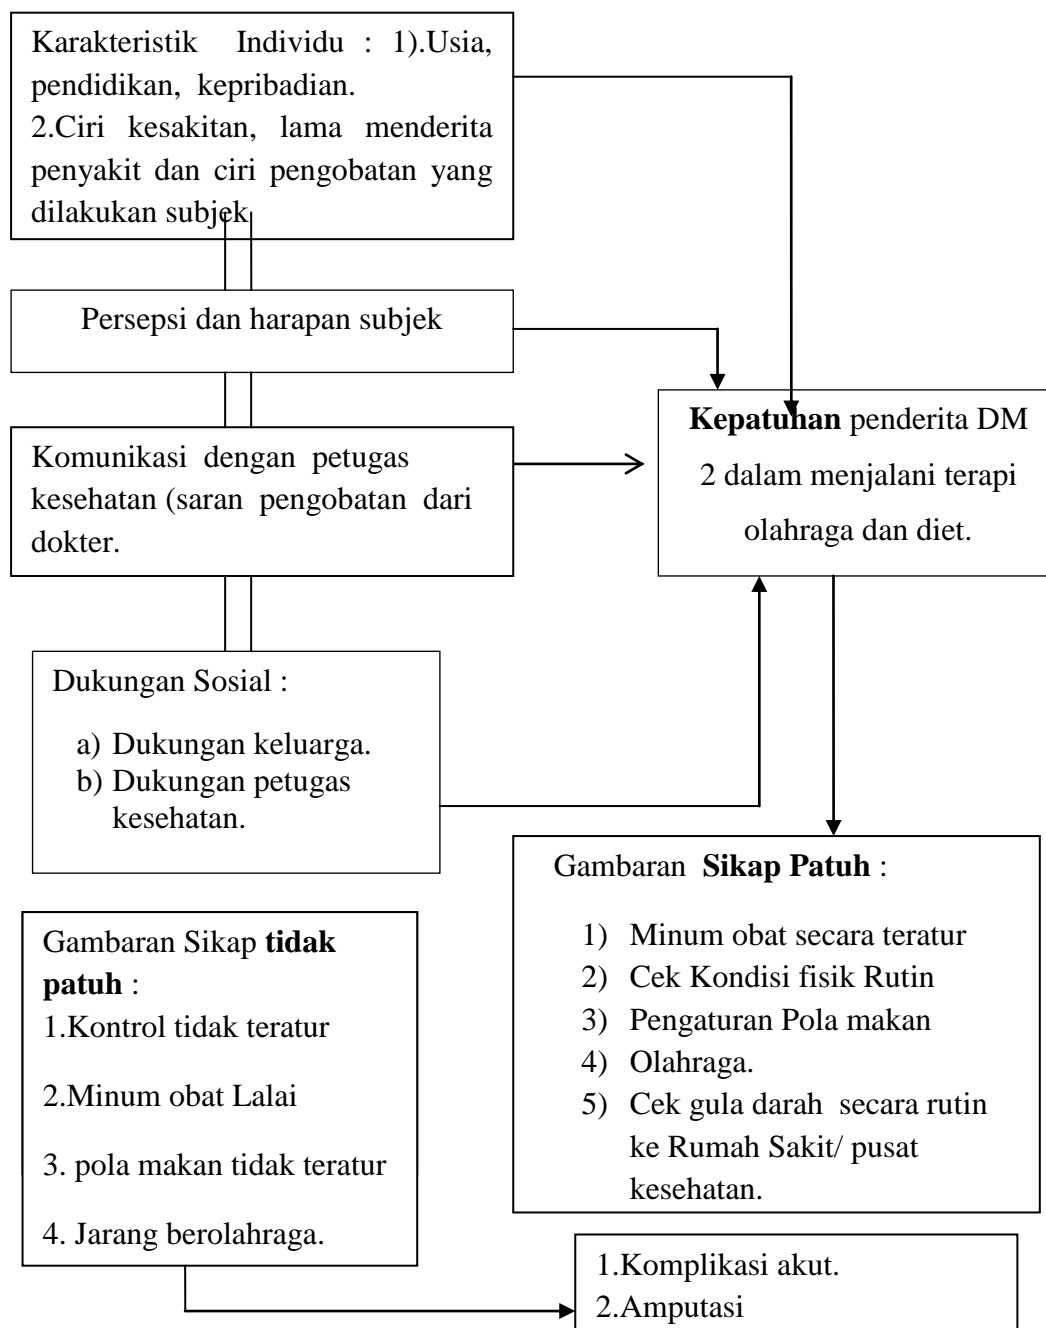 Karakteristik Individu : 1).Usia,
pendidikan, kepribadian.
2.Ciri kesakitan, lama menderita
penyakit dan ciri pengobatan yang
dilakukan subjek
Persepsi dan harapan subjek
Komunikasi dengan petugas
kesehatan (saran pengobatan dari
dokter.
Kepatuhan penderita DM
2 dalam menjalani terapi
olahraga dan diet.
Dukungan Sosial :
a) Dukungan keluarga.
b) Dukungan petugas
kesehatan.
Gambaran Sikap Patuh :
1) Minum obat secara teratur
2) Cek Kondisi fisik Rutin
3) Pengaturan Pola makan
4) Olahraga.
5) Cek gula darah secara rutin
ke Rumah Sakit/ pusat
kesehatan.
Gambaran Sikap tidak
patuh :
1.Kontrol tidak teratur
2.Minum obat Lalai
3. pola makan tidak teratur
4. Jarang berolahraga.
1.Komplikasi akut.
2.Amputasi